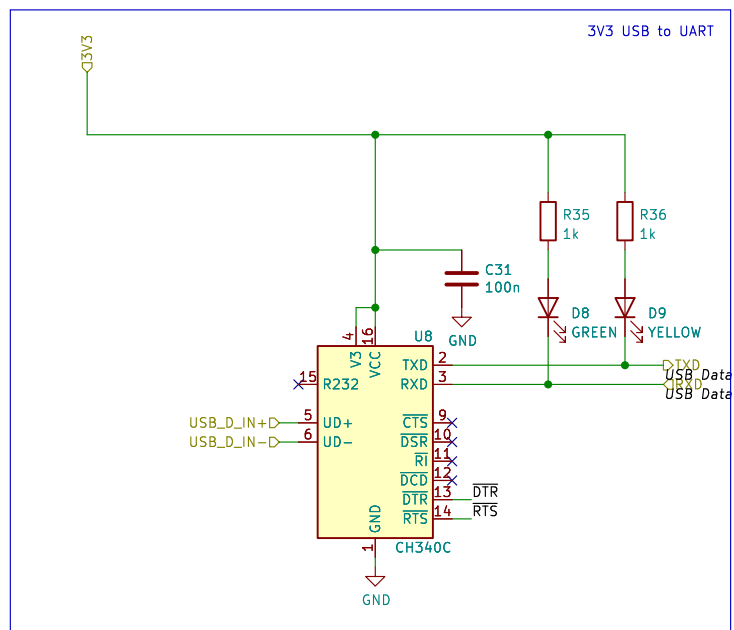 3V3 USB to UART
3V3
R35
1k
R36
1k
C31
100n
GND
D8
GREEN
D9
YELLOW
U8
4
16
V3
VCC
TXD
2
TXD
USB Data
15
R232
RXD
3
RXD
USB Data
USB_D_IN+
5
UD+
CTS
9
USB_D_IN-
6
UD-
DSR
10
RI
11
DCD
12
DTR
13
DTR
RTS
14
RTS
GND
1
CH340C
GND